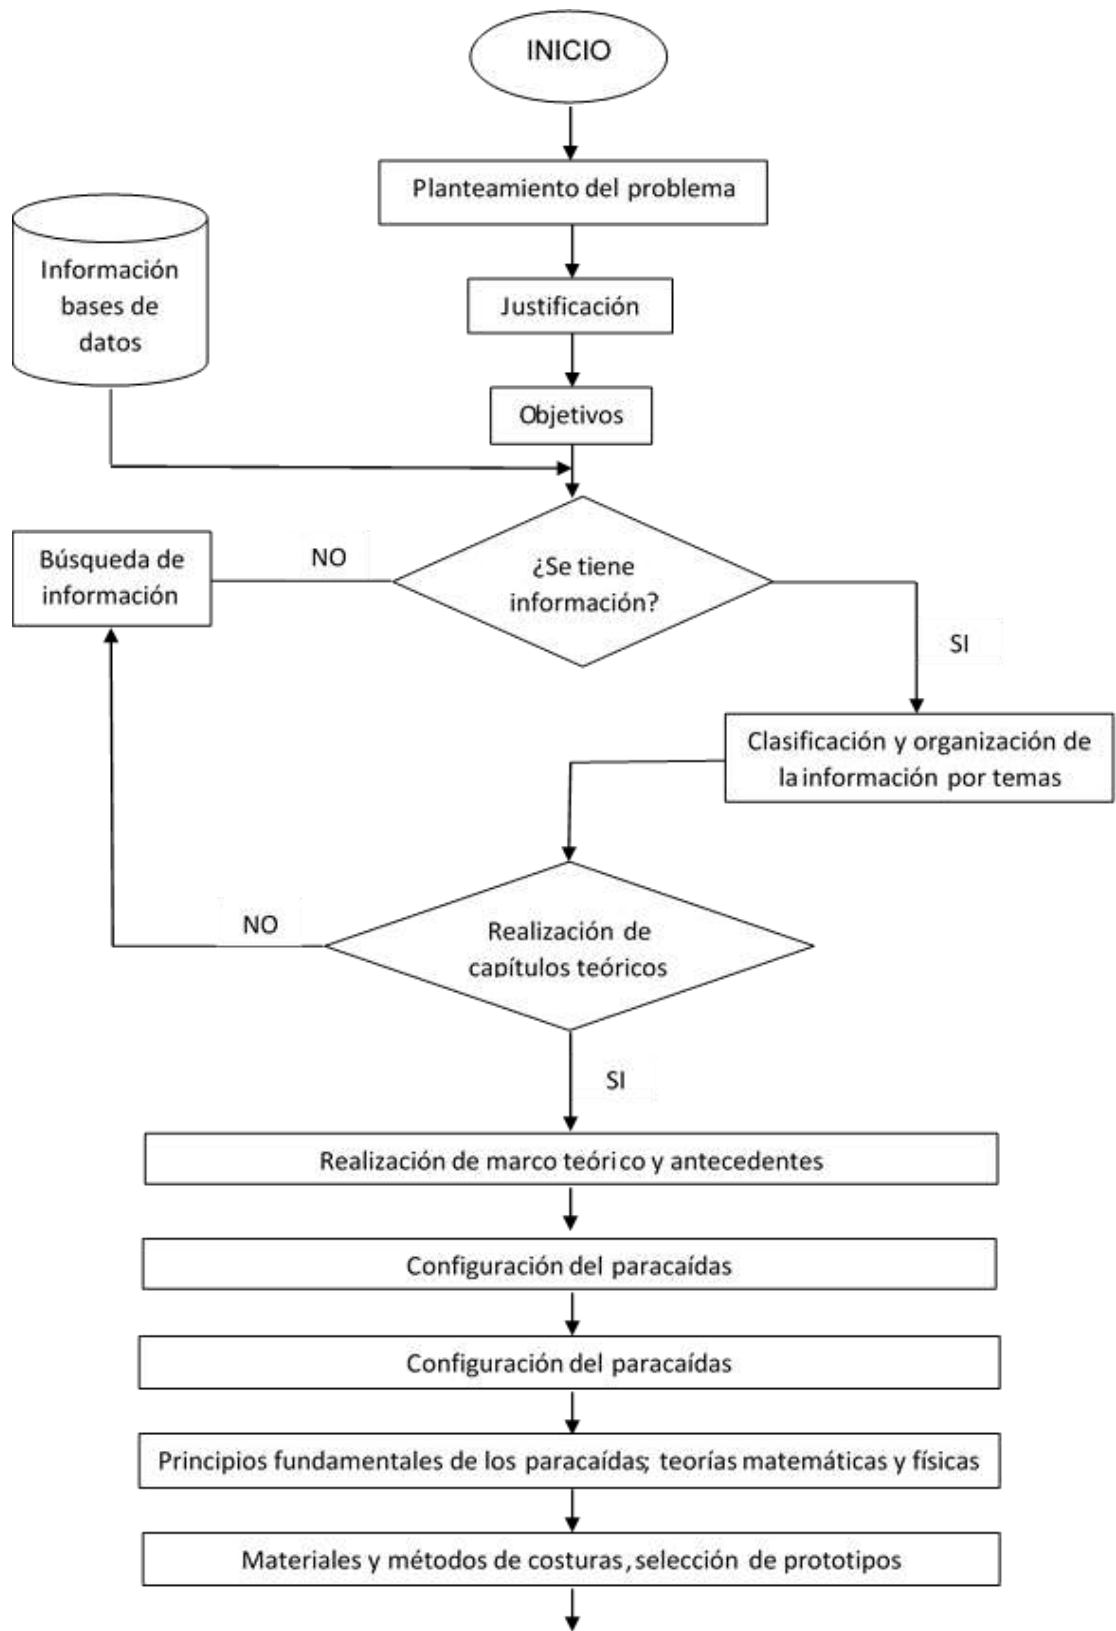 INICIO
Planteamiento del problema
Información
bases de
datos
Justificación
Objetivos
Búsqueda de
información
NO
¿Se tiene
información?
SI
Clasificación y organización de
la información por temas
NO
Realización de
capítulos teóricos
SI
Realización de marco teórico y antecedentes
Configuración del paracaídas
Configuración del paracaídas
Principios fundamentales de los paracaídas; teorías matemáticas y físicas
Materiales y métodos de costuras, selección de prototipos